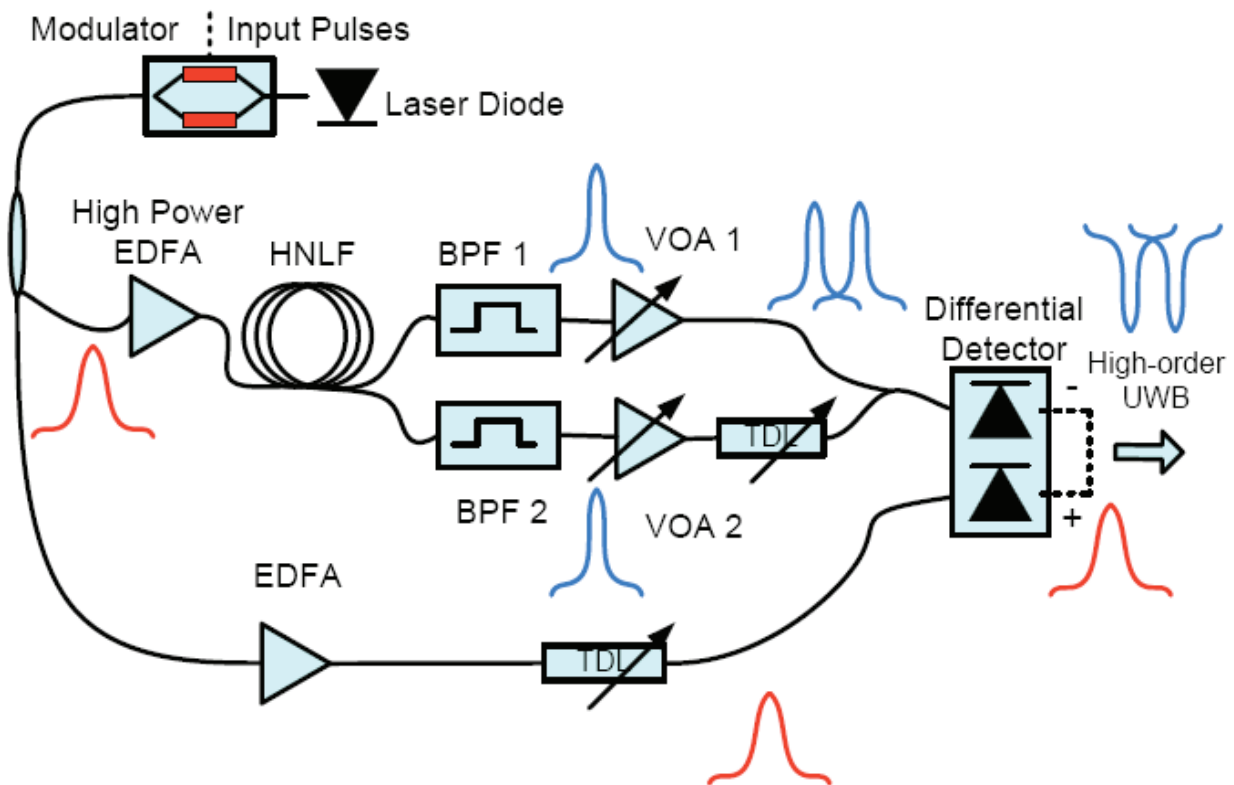 Modulator
Input Pulses
Laser Diode
High Power
EDFA
HNLF
BPF 1
VOA 1
Differential
Detector
-
High-order
UWB
TDL
BPF 2
VOA 2
+
EDFA
TDL